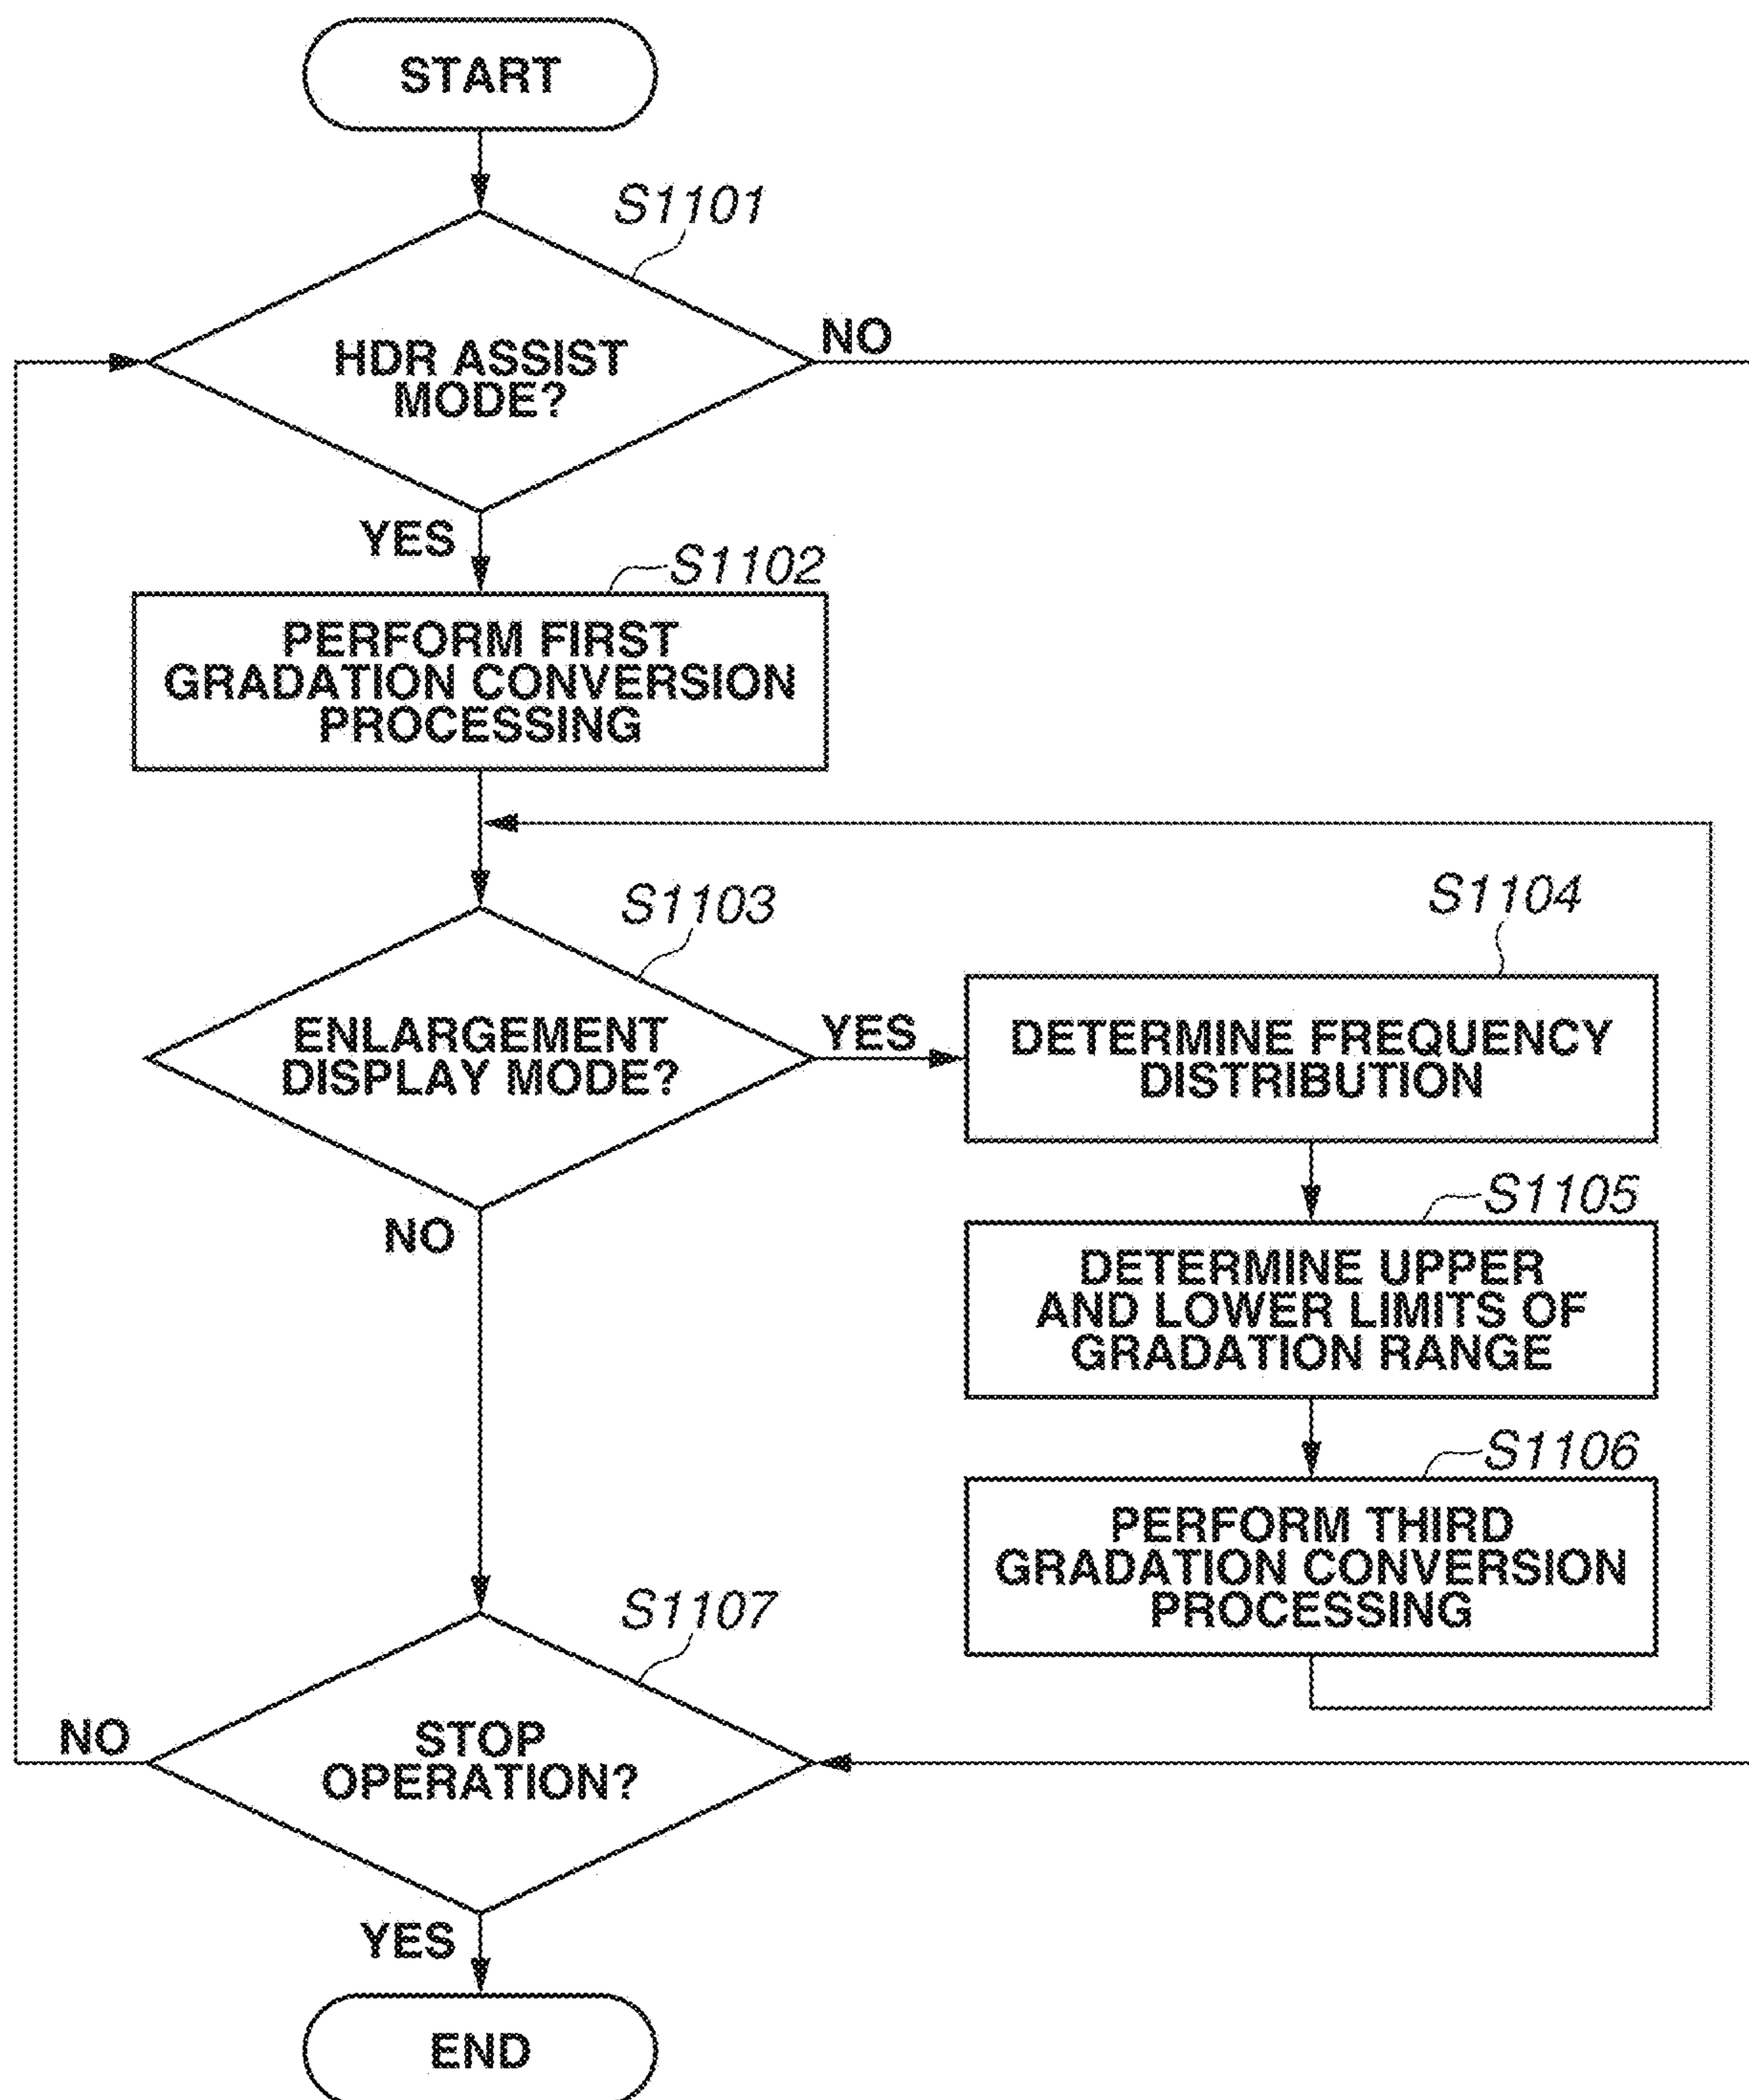 START
S1101
HDR ASSIST
MODE?
NO
YES
S1102
PERFORM FIRST
GRADATION CONVERSION
PROCESSING
S1103
ENLARGEMENT
DISPLAY MODE?
YES
NO
S1104
DETERMINE FREQUENCY
DISTRIBUTION
S1105
DETERMINE UPPER
AND LOWER LIMITS OF
GRADATION RANGE
S1106
PERFORM THIRD
GRADATION CONVERSION
PROCESSING
S1107
STOP
OPERATION?
NO
YES
END